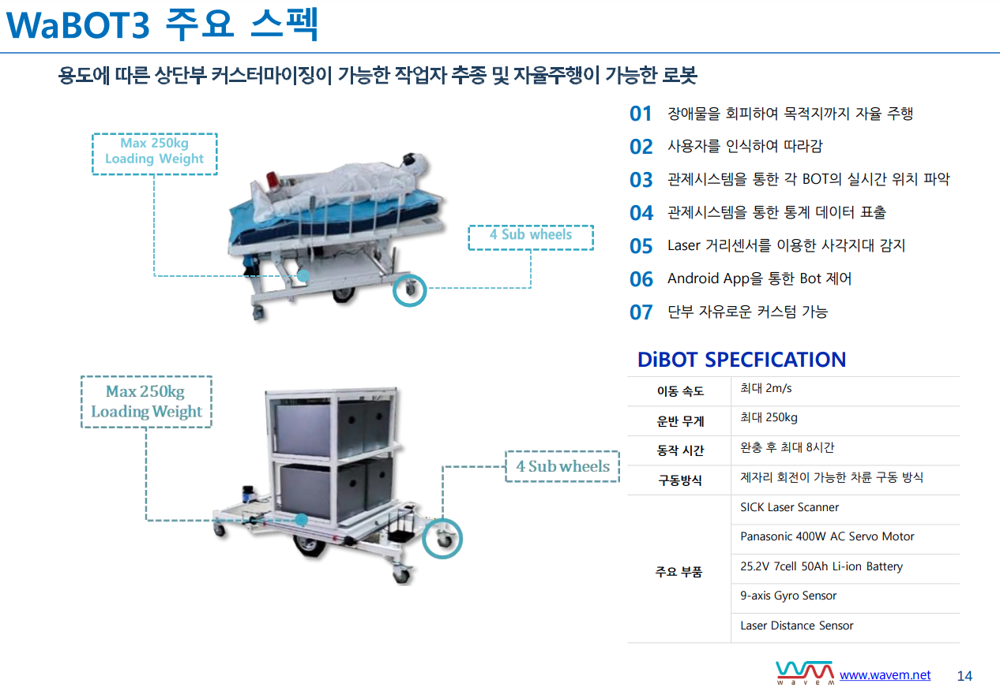 WaBOT3 주요 스펙
용도에 따른 상단부 커스터마이징이 가능한 작업자 추종 및 자율주행이 가능한 로봇
Max 250kg
Loading Weight
4 Sub wheels
Max 250kg
Loading Weight
4 Sub wheels
01 장애물을 회피하여 목적지까지 자율 주행
02 사용자를 인식하여 따라감
03 관제시스템을 통한 각 BOT의 실시간 위치 파악
04 관제시스템을 통한 통계 데이터 표출
05 Laser 거리센서를 이용한 사각지대 감지
06 Android App을 통한 Bot 제어
07 단부 자유로운 커스텀 가능
DiBOT SPECFICATION
이동 속도 최대 2m/s
운반 무게 최대 250kg
동작 시간 완충 후 최대 8시간
구동방식 제자리 회전이 가능한 차륜 구동 방식
주요 부품
SICK Laser Scanner
Panasonic 400W AC Servo Motor
25.2V 7cell 50Ah Li-ion Battery
9-axis Gyro Sensor
Laser Distance Sensor
wavem
www.wavem.net
14